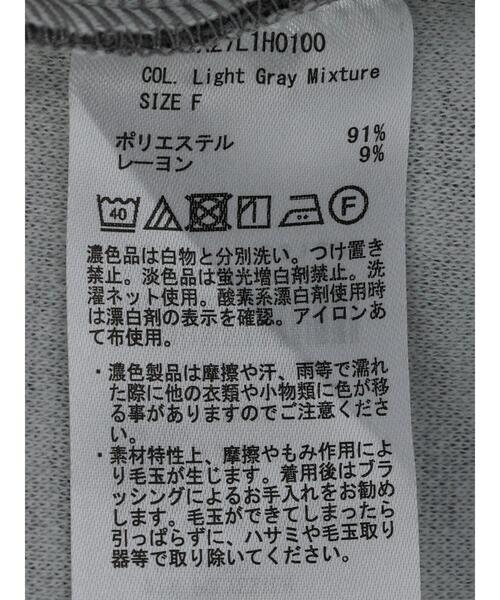 27L1H0100
COL. Light Gray Mixture
SIZE F
ポリエステル 91%
レーヨン 9%
40 F
濃色品は白物と分別洗い。つけ置き
禁止。淡色品は蛍光増白剤禁止。洗
濯ネット使用。酸素系漂白剤使用時
は漂白剤の表示を確認。アイロンあ
て布使用。
・濃色製品は摩擦や汗、雨等で濡れ
た際に他の衣類や小物類に色が移
る事がありますのでご注意くださ
い。
・素材特性上、摩擦やもみ作用によ
り毛玉が生じます。着用後はブラ
ッシングによるお手入れをお勧め
します。毛玉ができてしまったら
引っぱらずに、ハサミや毛玉取り
器等で取り除いてください。